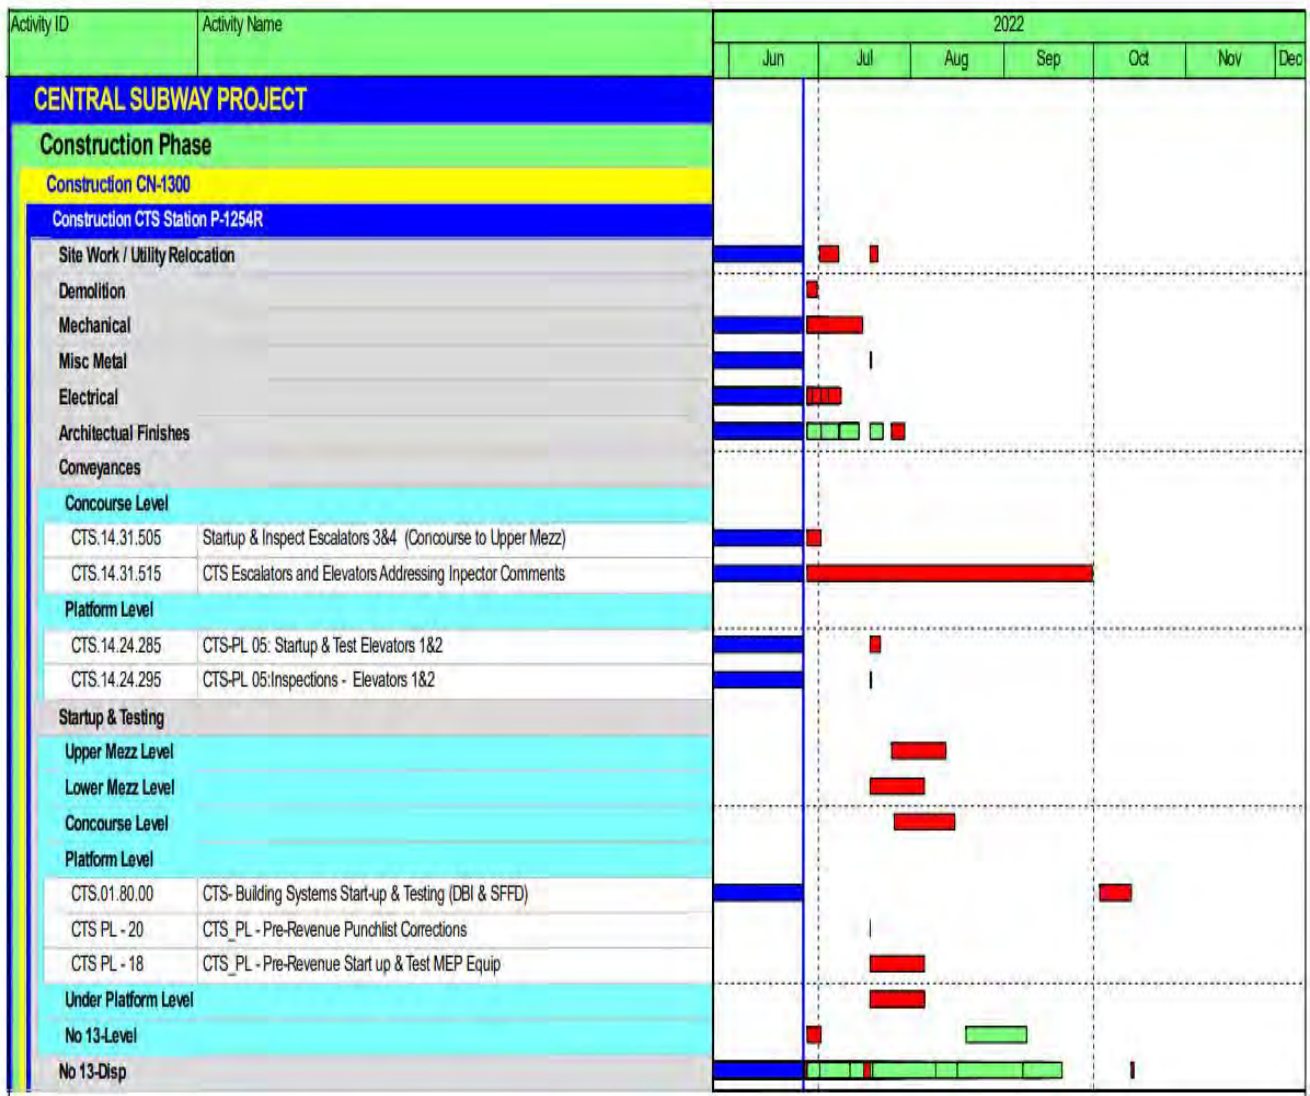 Activity ID Activity Name 2022
Jun Jul Aug Sep Oct Nov Dec
CENTRAL SUBWAY PROJECT
Construction Phase
Construction CN-1300
Construction CTS Station P-1254R
Site Work / Utility Relocation
Demolition
Mechanical
Misc Metal
Electrical
Architectual Finishes
Conveyances
Concourse Level
CTS.14.31.505 Startup & Inspect Escalators 3&4 (Concourse to Upper Mezz)
CTS.14.31.515 CTS Escalators and Elevators Addressing Inpector Comments
Platform Level
CTS.14.24.285 CTS-PL 05: Startup & Test Elevators 1&2
CTS.14.24.295 CTS-PL 05:Inspections - Elevators 1&2
Startup & Testing
Upper Mezz Level
Lower Mezz Level
Concourse Level
Platform Level
CTS.01.80.00 CTS- Building Systems Start-up & Testing (DBI & SFFD)
CTS PL - 20 CTS_PL - Pre-Revenue Punchlist Corrections
CTS PL - 18 CTS_PL - Pre-Revenue Start up & Test MEP Equip
Under Platform Level
No 13-Level
No 13-Disp